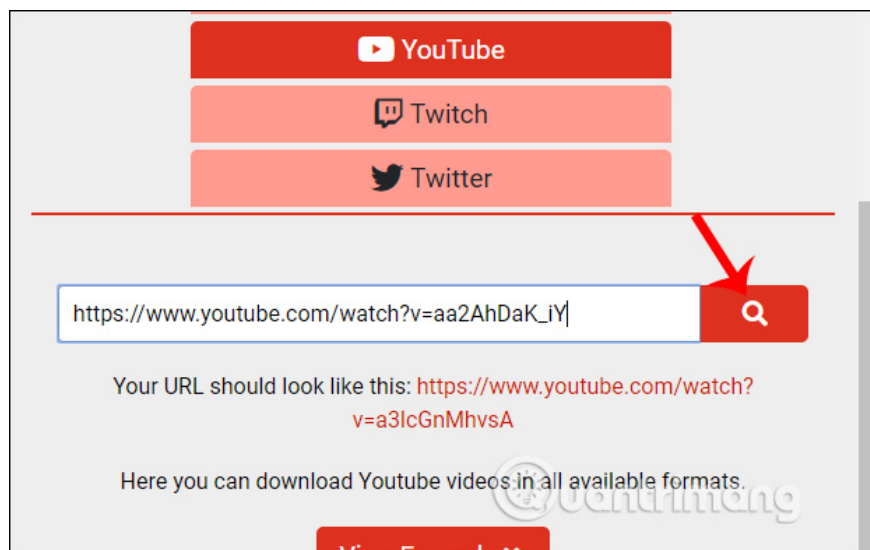 YouTube
Twitch
Twitter
https://www.youtube.com/watch?v=aa2AhDaK_iY
Your URL should look like this: https://www.youtube.com/watch?
v=a3IcGnMhvsA
Here you can download Youtube videos in all available formats.
Quantrimang